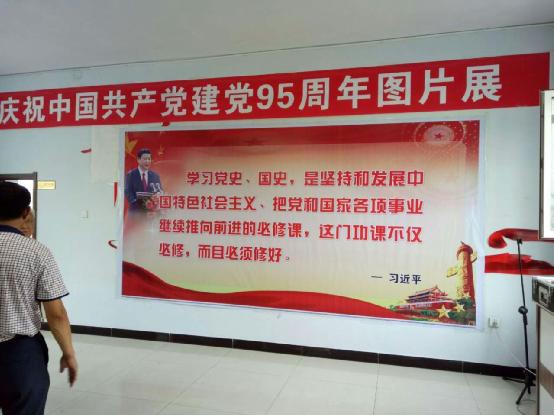 庆祝中国共产党建党95周年图片展
学习党史、国史，是坚持和发展中
国特色社会主义、把党和国家各项事业
继续推向前进的必修课，这门功课不仅
必修，而且必须修好。
— 习近平